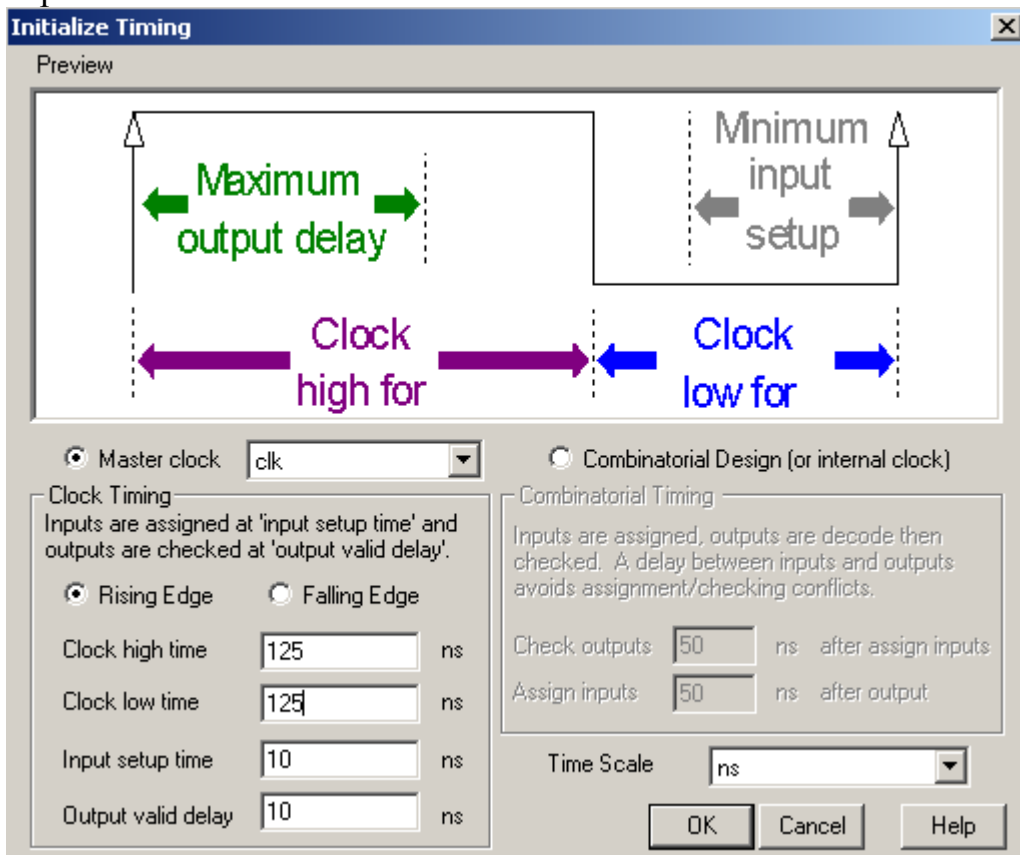 Initialize Timing
Preview
Maximum
output delay
Minimum
input
setup
Clock
high for
Clock
low for
Master clock clk
Combinatorial Design (or internal clock)
Clock Timing
Inputs are assigned at 'input setup time' and
outputs are checked at 'output valid delay'.
Rising Edge Falling Edge
Clock high time 125 ns
Clock low time 125 ns
Input setup time 10 ns
Output valid delay 10 ns
Combinatorial Timing
Inputs are assigned, outputs are decode then
checked. A delay between inputs and outputs
avoids assignment/checking conflicts.
Check outputs 50 ns after assign inputs
Assign inputs 50 ns after output
Time Scale ns
OK Cancel Help